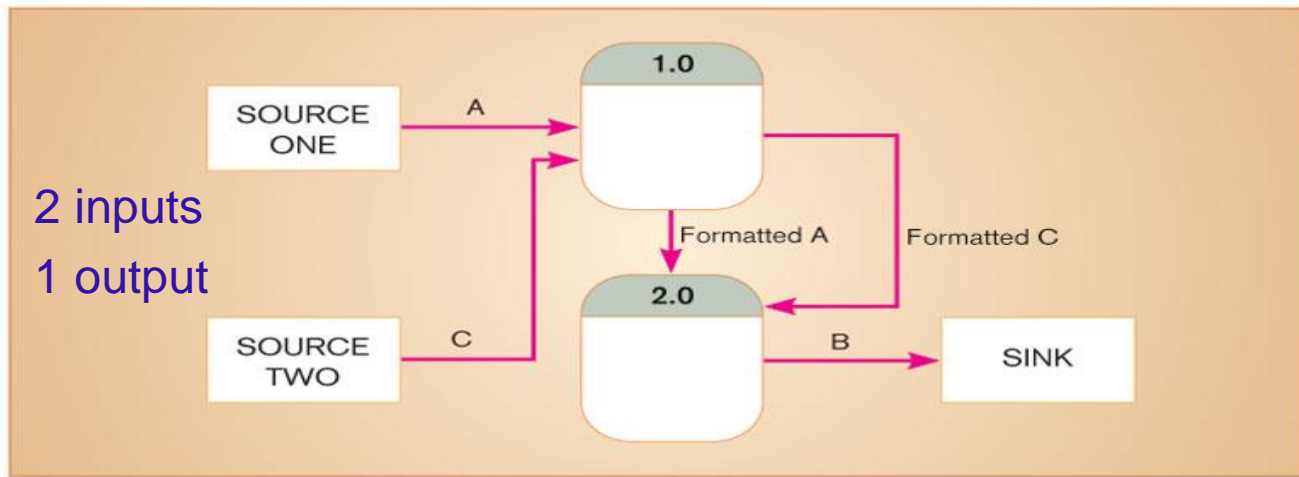 1.0
SOURCE
ONE
A
2 inputs
1 output
Formatted A
Formatted C
2.0
SOURCE
TWO
C
B
SINK